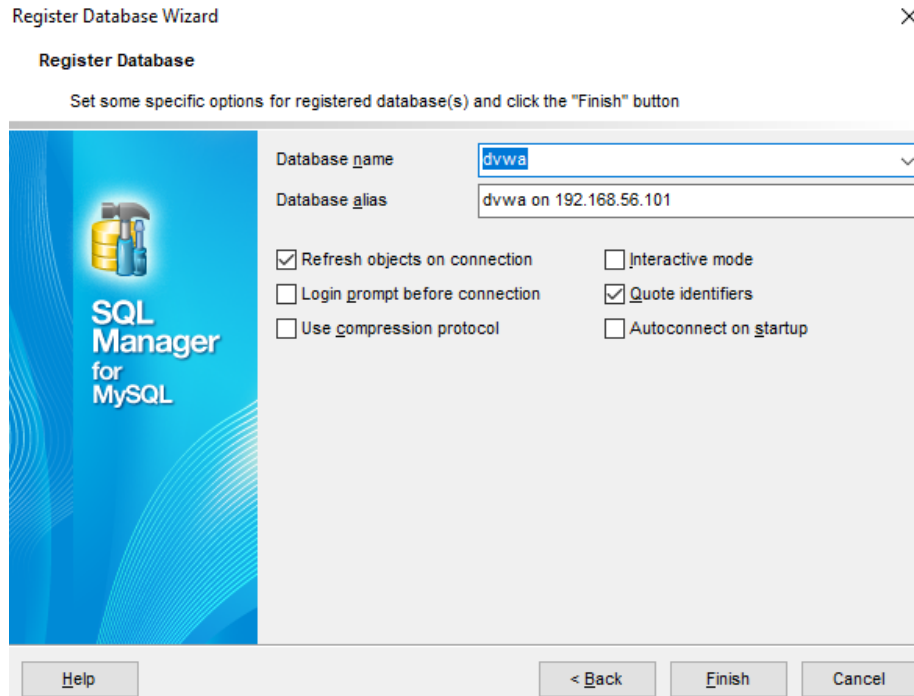 Register Database Wizard
Register Database
Set some specific options for registered database(s) and click the "Finish" button
Database name
dvwa
Database alias
dvwa on 192.168.56.101
Refresh objects on connection
Interactive mode
Login prompt before connection
Quote identifiers
Use compression protocol
Autoconnect on startup
SQL
Manager
for
MySQL
Help
< Back
Finish
Cancel